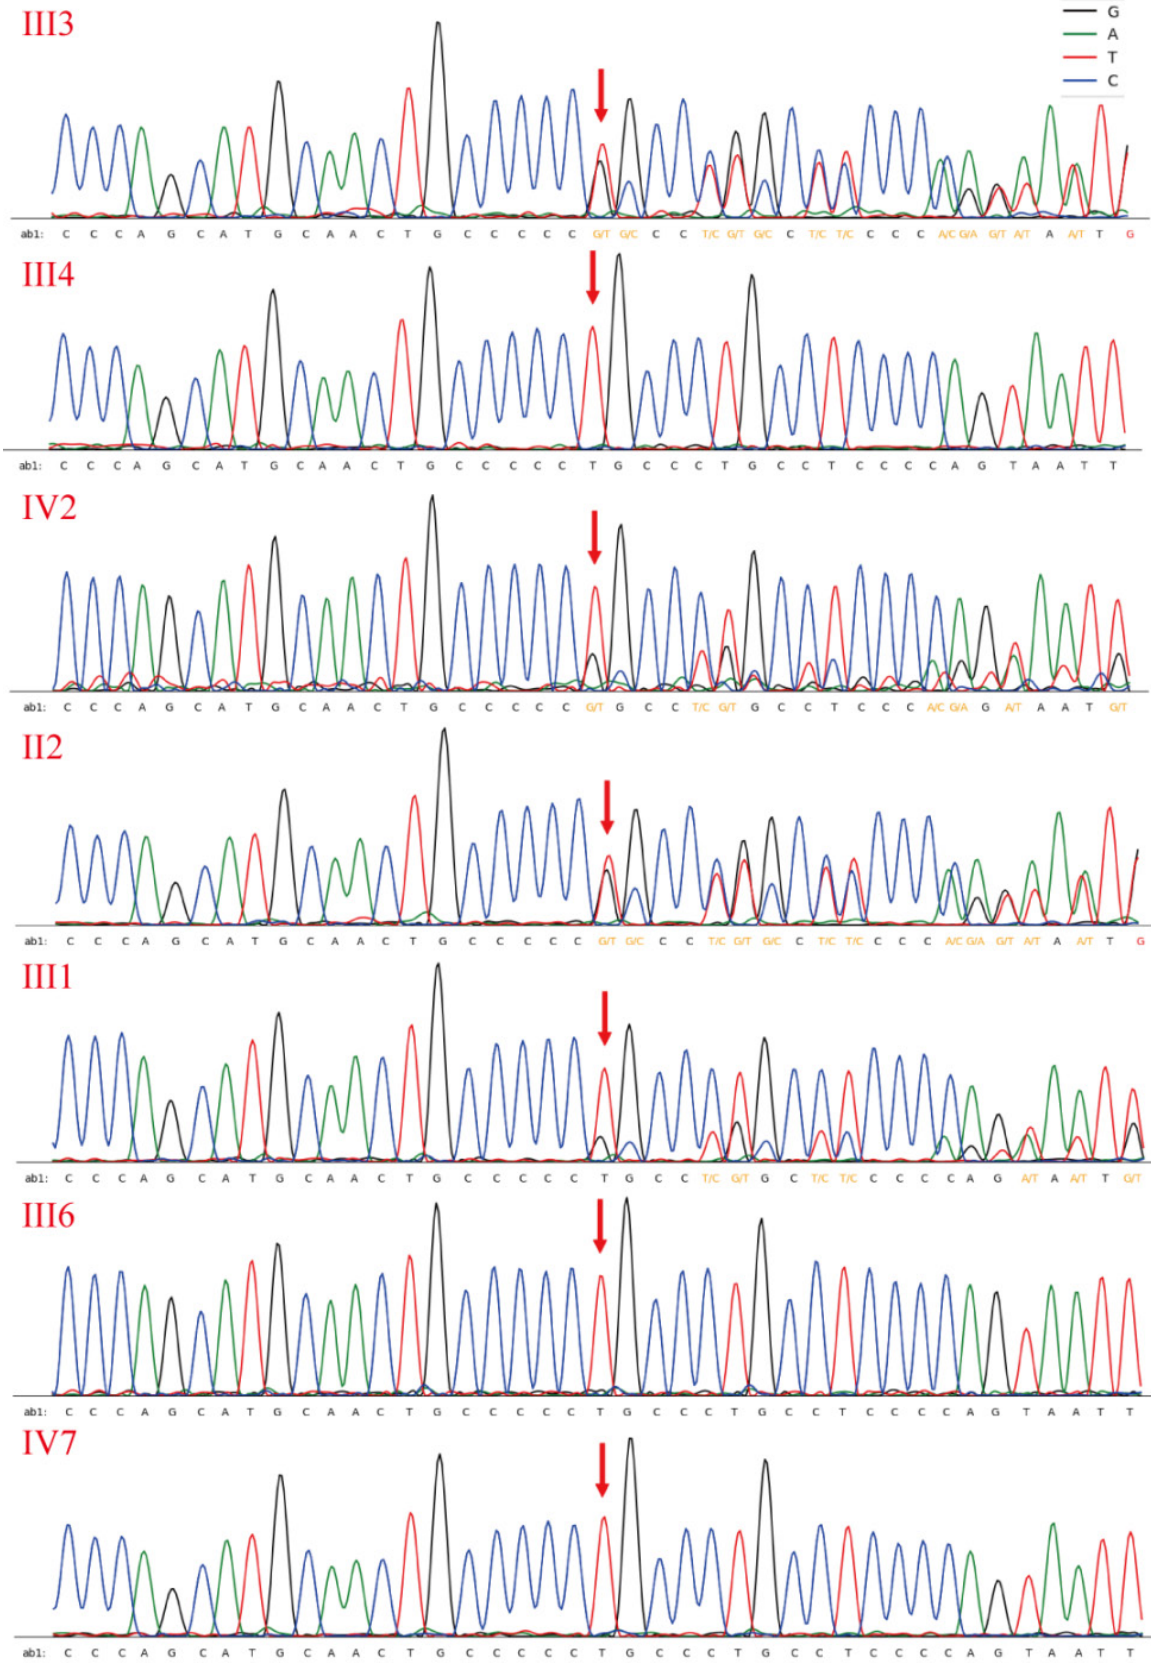 III3
G
A
T
C
ab1: C C C A G C A T G C A A C T G C C C C C C G/T G/C C C T/C G/T G/C C T/C T/C C C C A/C G/A G/T A/T A A/T T G
III4
ab1: C C C A G C A T G C A A C T G C C C C C C T G C C C T G C C T C C C C A G T A A T T
IV2
ab1: C C C A G C A T G C A A C T G C C C C C G/T G C C T/C G/T G C C T C C C A/C G/A G A/T A A T G/T
II2
ab1: C C C A G C A T G C A A C T G C C C C C G/T G/C C C T/C G/T G/C C T/C T/C C C C A/C G/A G/T A/T A A/T T G
III1
ab1: C C C A G C A T G C A A C T G C C C C C T G C C T/C G/T G C T/C T/C C C C C A G A/T A A/T T G/T
III6
ab1: C C C A G C A T G C A A C T G C C C C C T G C C C T G C C T C C C C A G T A A T T
IV7
ab1: C C C A G C A T G C A A C T G C C C C C T G C C C T G C C T C C C C A G T A A T T